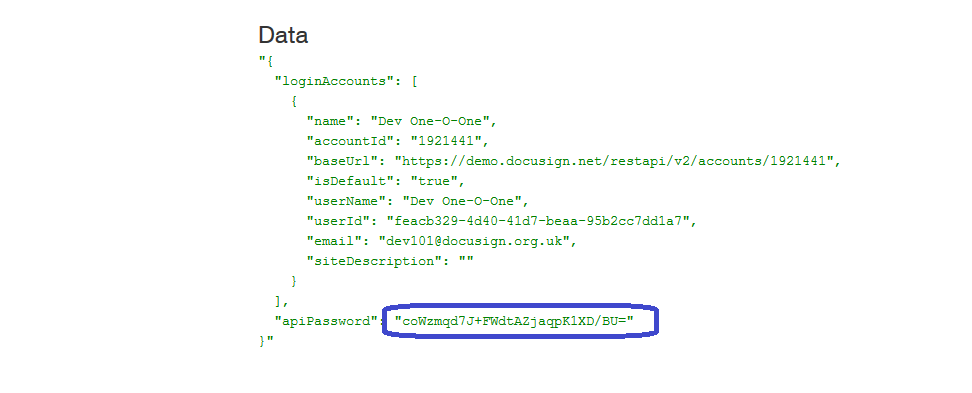 Data
"{
"loginAccounts": [
{
"name": "Dev One-O-One",
"accountId": "1921441",
"baseUrl": "https://demo.docusign.net/restapi/v2/accounts/1921441",
"isDefault": "true",
"userName": "Dev One-O-One",
"userId": "feacb329-4d40-41d7-beaa-95b2cc7dd1a7",
"email": "dev101@docusign.org.uk",
"siteDescription": ""
}
],
"apiPassword": "coWzmqd7J+FWdtAZjaqpK1XD/BU="
}"